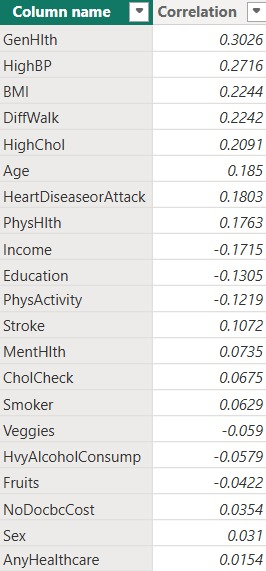 Column name Correlation
GenHlth 0.3026
HighBP 0.2716
BMI 0.2244
DiffWalk 0.2242
HighChol 0.2091
Age 0.185
HeartDiseaseorAttack 0.1803
PhysHlth 0.1763
Income -0.1715
Education -0.1305
PhysActivity -0.1219
Stroke 0.1072
MentHlth 0.0735
CholCheck 0.0675
Smoker 0.0629
Veggies -0.059
HvyAlcoholConsump -0.0579
Fruits -0.0422
NoDocbcCost 0.0354
Sex 0.031
AnyHealthcare 0.0154